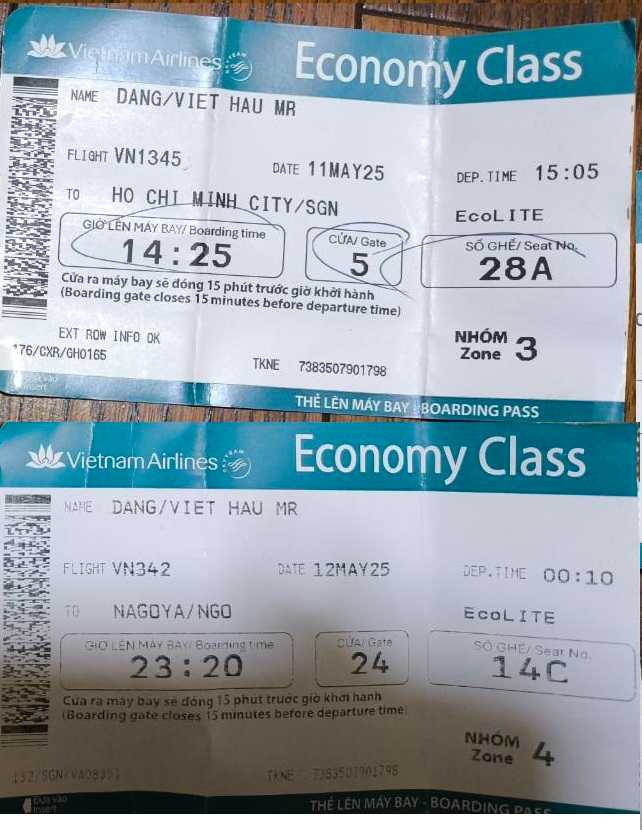 Vietnam Airlines SKYTEAM Economy Class
NAME DANG/VIET HAU MR
FLIGHT VN1345 DATE 11MAY25 DEP.TIME 15:05
TO HO CHI MINH CITY/SGN EcoLITE
GIỜ LÊN MÁY BAY/ Boarding time CỬA/ Gate SỐ GHẾ/ Seat No.
14:25 5 28A
Cửa ra máy bay sẽ đóng 15 phút trước giờ khởi hành
(Boarding gate closes 15 minutes before departure time)
EXT ROW INFO OK NHÓM
Zone 3
176/CXR/GH0165 TKNE 7383507901798
Đưa vào
Insert
THẺ LÊN MÁY BAY - BOARDING PASS
Vietnam Airlines Economy Class
NAME DANG/VIET HAU MR
FLIGHT VN342 DATE 12MAY25 DEP.TIME 00:10
TO NAGOYA/NGO EcoLITE
GIỜ LÊN MÁY BAY/ Boarding time CỬA/ Gate SỐ GHẾ/ Seat No.
23:20 24 14C
Cửa ra máy bay sẽ đóng 15 phút trước giờ khởi hành
(Boarding gate closes 15 minutes before departure time)
NHÓM
Zone 4
TKNE 7383507901798
Đưa vào
Insert
THẺ LÊN MÁY BAY - BOARDING PASS